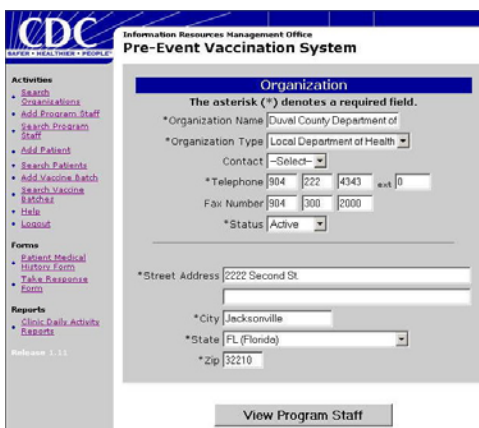 CDC
SAFER • HEALTHIER • PEOPLE
Information Resources Management Office
Pre-Event Vaccination System
Activities
Search
Organizations
Add Program Staff
Search Program
Staff
Add Patient
Search Patients
Add Vaccine Batch
Search Vaccine
Batches
Help
Logout
Forms
Patient Medical
History Form
Take Response
Form
Reports
Clinic Daily Activity
Reports
Release 1.11
Organization
The asterisk (*) denotes a required field.
*Organization Name Duval County Department of
*Organization Type Local Department of Health
Contact --Select--
*Telephone 904 222 4343 ext 0
Fax Number 904 300 2000
*Status Active
*Street Address 2222 Second St.
*City Jacksonville
*State FL (Florida)
*Zip 32210
View Program Staff